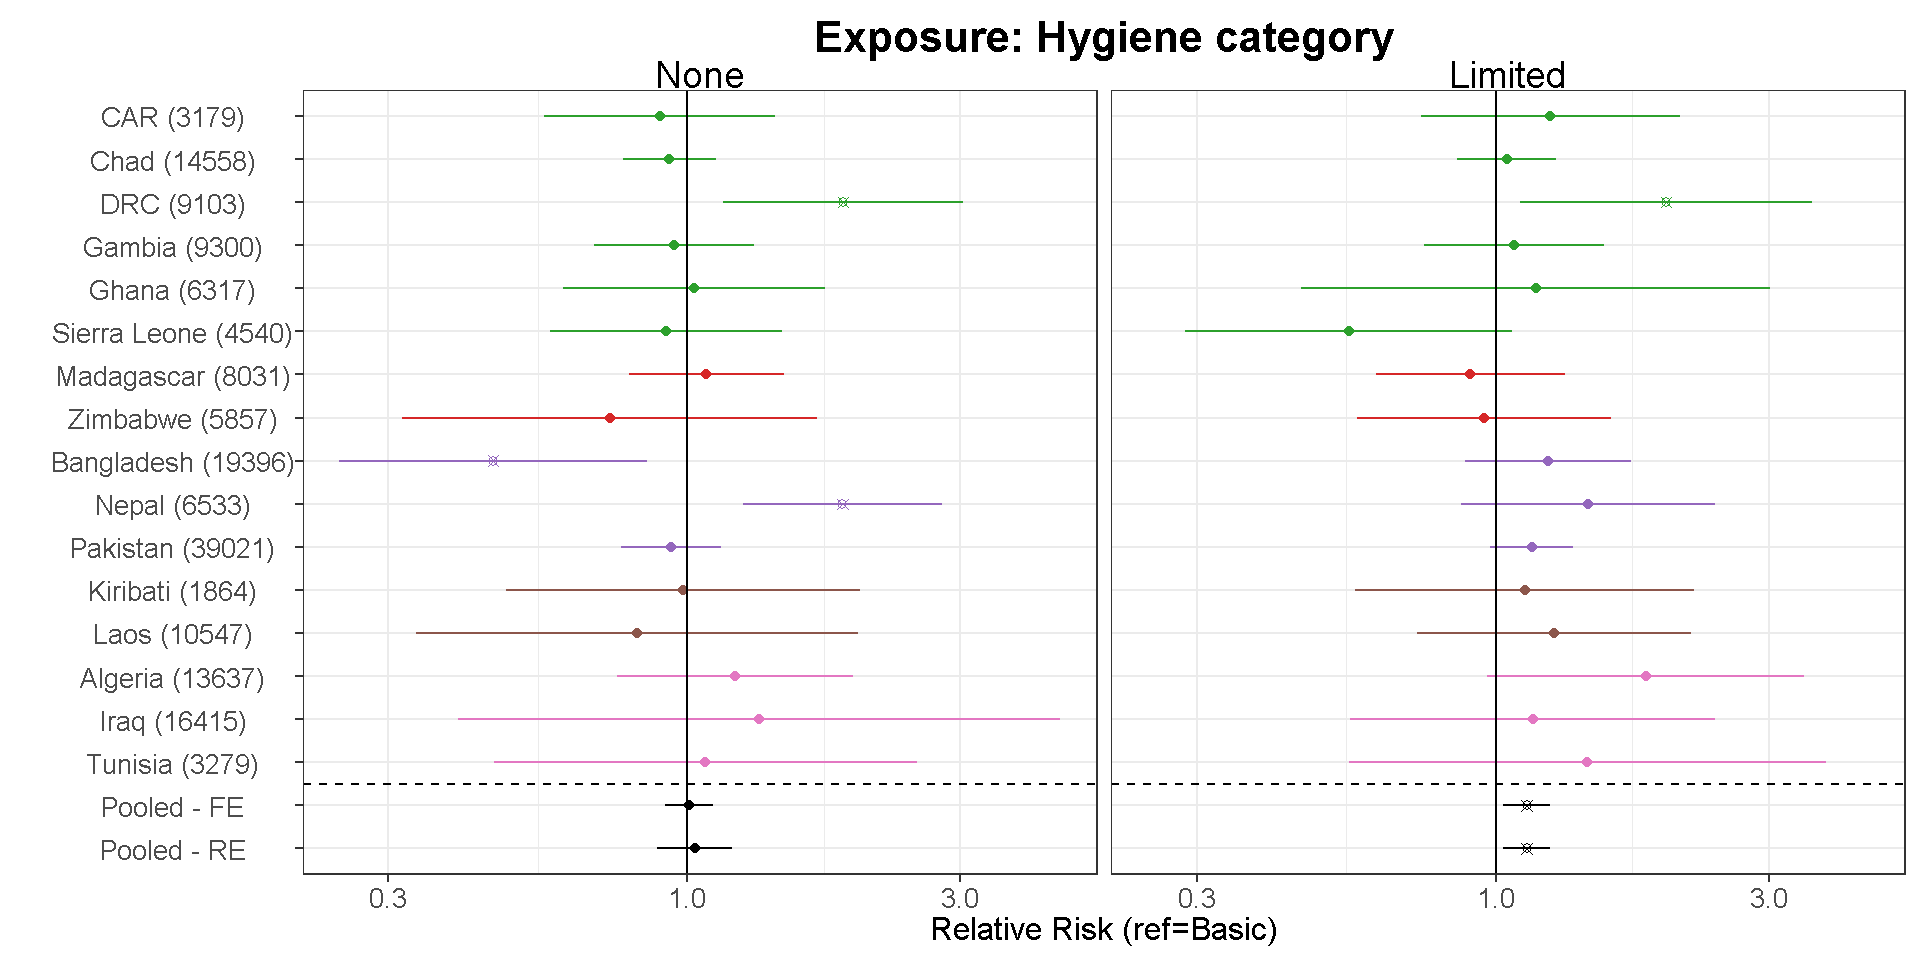 Exposure: Hygiene category
None
Limited
CAR (3179)
Chad (14558)
DRC (9103)
Gambia (9300)
Ghana (6317)
Sierra Leone (4540)
Madagascar (8031)
Zimbabwe (5857)
Bangladesh (19396)
Nepal (6533)
Pakistan (39021)
Kiribati (1864)
Laos (10547)
Algeria (13637)
Iraq (16415)
Tunisia (3279)
Pooled - FE
Pooled - RE
0.3 1.0 3.0 0.3 1.0 3.0
Relative Risk (ref=Basic)